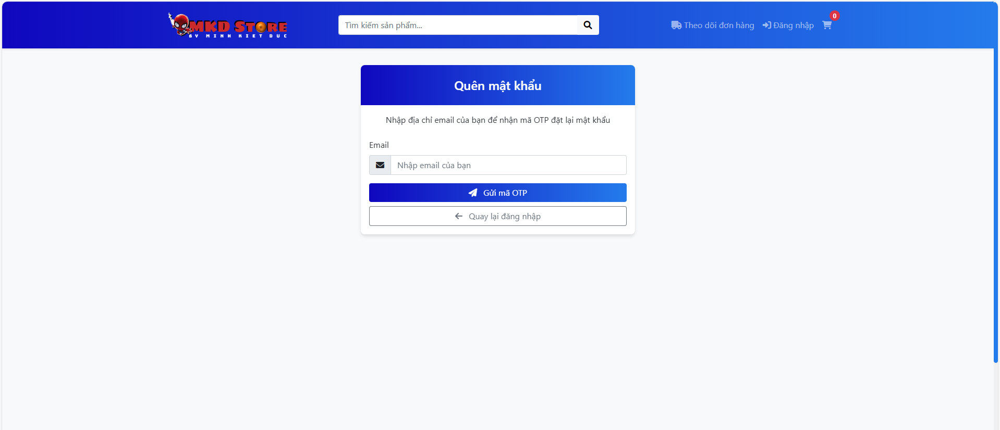 MKD STORE
BY MINH KIET DUC
Tìm kiếm sản phẩm...
Theo dõi đơn hàng
Đăng nhập
0
Quên mật khẩu
Nhập địa chỉ email của bạn để nhận mã OTP đặt lại mật khẩu
Email
Nhập email của bạn
Gửi mã OTP
Quay lại đăng nhập